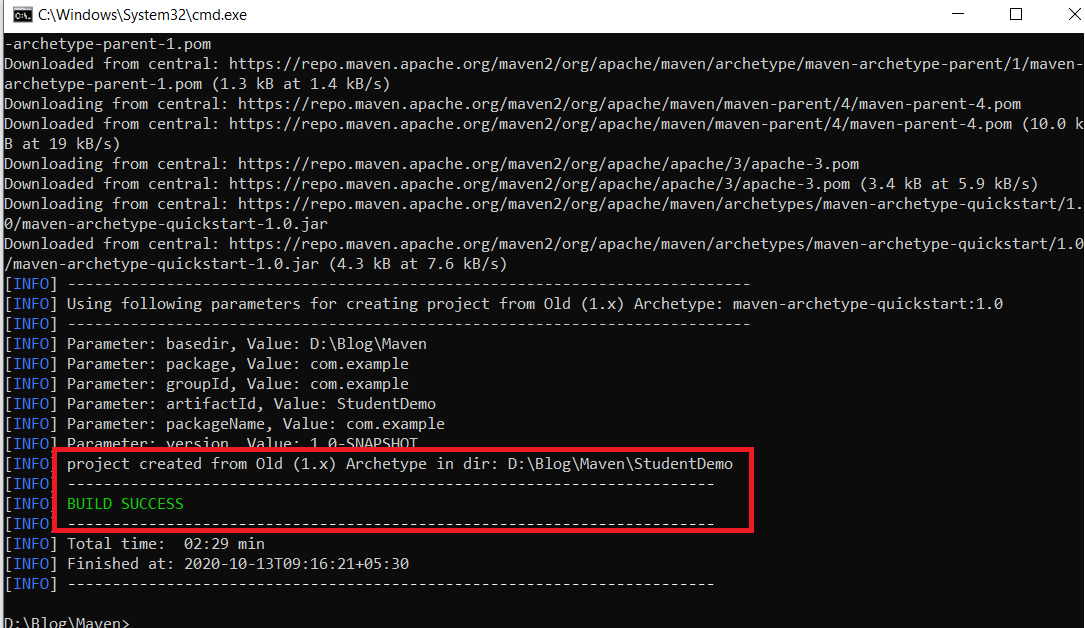 C:\Windows\System32\cmd.exe
-archetype-parent-1.pom
Downloaded from central: https://repo.maven.apache.org/maven2/org/apache/maven/archetype/maven-archetype-parent/1/maven-
archetype-parent-1.pom (1.3 kB at 1.4 kB/s)
Downloading from central: https://repo.maven.apache.org/maven2/org/apache/maven/maven-parent/4/maven-parent-4.pom
Downloaded from central: https://repo.maven.apache.org/maven2/org/apache/maven/maven-parent/4/maven-parent-4.pom (10.0 k
B at 19 kB/s)
Downloading from central: https://repo.maven.apache.org/maven2/org/apache/apache/3/apache-3.pom
Downloaded from central: https://repo.maven.apache.org/maven2/org/apache/apache/3/apache-3.pom (3.4 kB at 5.9 kB/s)
Downloading from central: https://repo.maven.apache.org/maven2/org/apache/maven/archetypes/maven-archetype-quickstart/1.
0/maven-archetype-quickstart-1.0.jar
Downloaded from central: https://repo.maven.apache.org/maven2/org/apache/maven/archetypes/maven-archetype-quickstart/1.0
/maven-archetype-quickstart-1.0.jar (4.3 kB at 7.6 kB/s)
[INFO] ----------------------------------------------------------------------------
[INFO] Using following parameters for creating project from Old (1.x) Archetype: maven-archetype-quickstart:1.0
[INFO] ----------------------------------------------------------------------------
[INFO] Parameter: basedir, Value: D:\Blog\Maven
[INFO] Parameter: package, Value: com.example
[INFO] Parameter: groupId, Value: com.example
[INFO] Parameter: artifactId, Value: StudentDemo
[INFO] Parameter: packageName, Value: com.example
[INFO] Parameter: version, Value: 1.0-SNAPSHOT
[INFO] project created from Old (1.x) Archetype in dir: D:\Blog\Maven\StudentDemo
[INFO] ------------------------------------------------------------------------
[INFO] BUILD SUCCESS
[INFO] ------------------------------------------------------------------------
[INFO] Total time:  02:29 min
[INFO] Finished at: 2020-10-13T09:16:21+05:30
[INFO] ------------------------------------------------------------------------
D:\Blog\Maven>